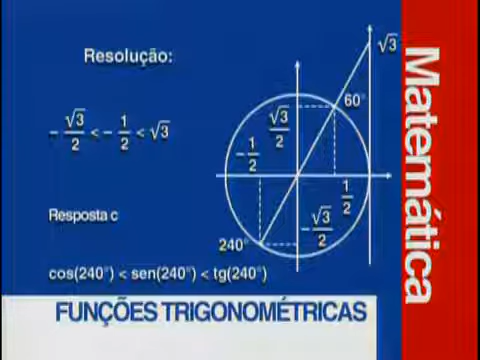 Resolução:
- √3/2 < - 1/2 < √3
Resposta c
cos(240°) < sen(240°) < tg(240°)
√3
60°
√3/2
- 1/2
1/2
- √3/2
240°
FUNÇÕES TRIGONOMÉTRICAS
Matemática